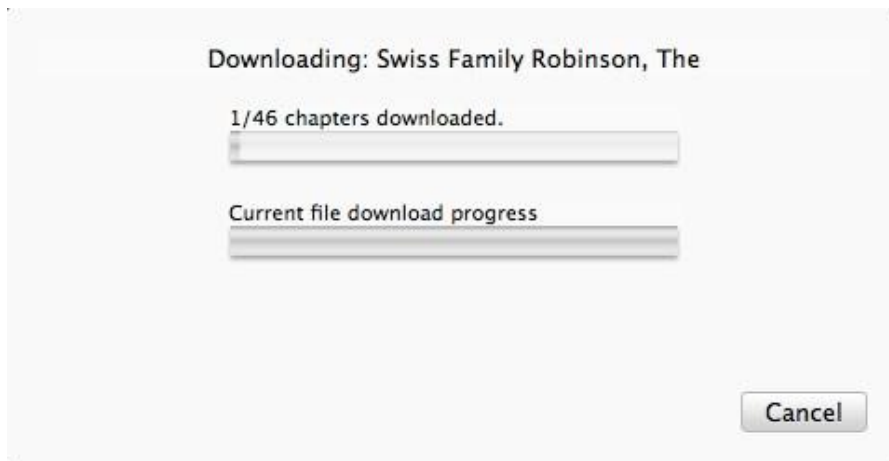 Downloading: Swiss Family Robinson, The
1/46 chapters downloaded.
Current file download progress
Cancel